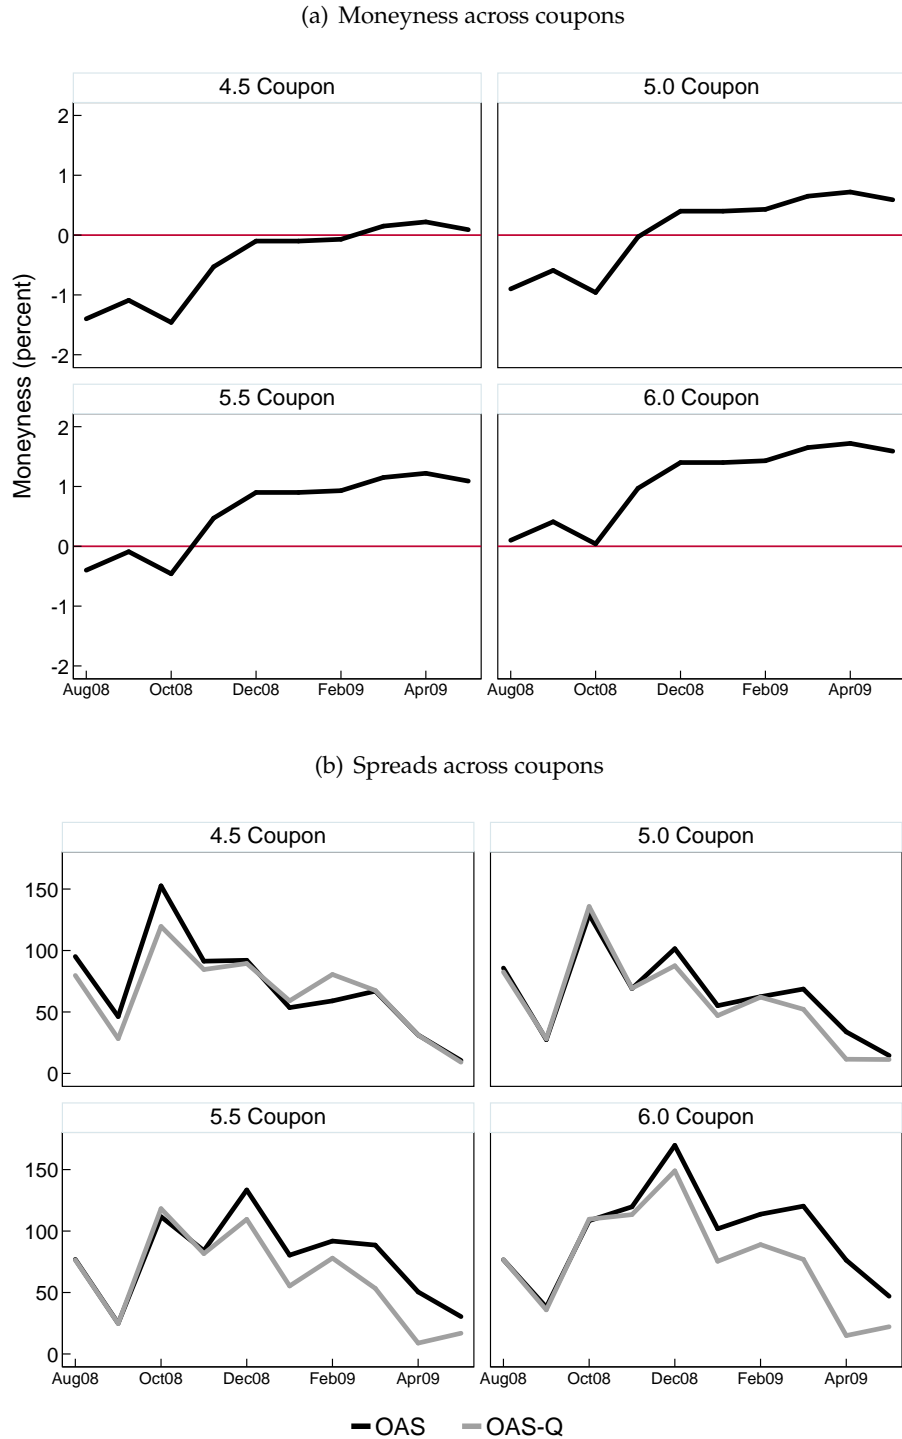 (a) Moneyness across coupons
4.5 Coupon
5.0 Coupon
2
1
0
-1
-2
5.5 Coupon
6.0 Coupon
2
1
0
-1
-2
Moneyness (percent)
Aug08 Oct08 Dec08 Feb09 Apr09
Aug08 Oct08 Dec08 Feb09 Apr09
(b) Spreads across coupons
4.5 Coupon
5.0 Coupon
150
100
50
0
5.5 Coupon
6.0 Coupon
150
100
50
0
Aug08 Oct08 Dec08 Feb09 Apr09
Aug08 Oct08 Dec08 Feb09 Apr09
OAS OAS-Q